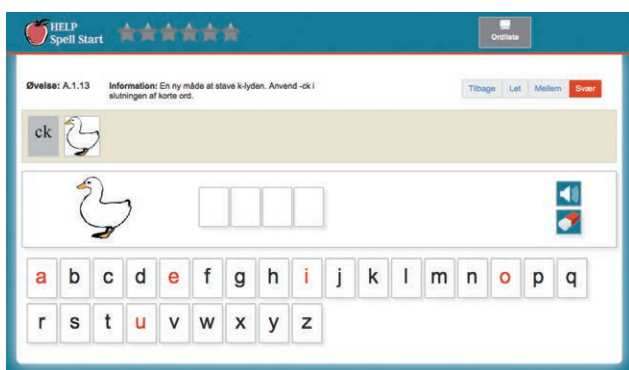 HELP
Spell Start
Ordliste
Øvelse: A.1.13
Information: En ny måde at stave k-lyden. Anvend -ck i
slutningen af korte ord.
Tilbage Let Mellem Svær
ck
a b c d e f g h i j k l m n o p q
r s t u v w x y z